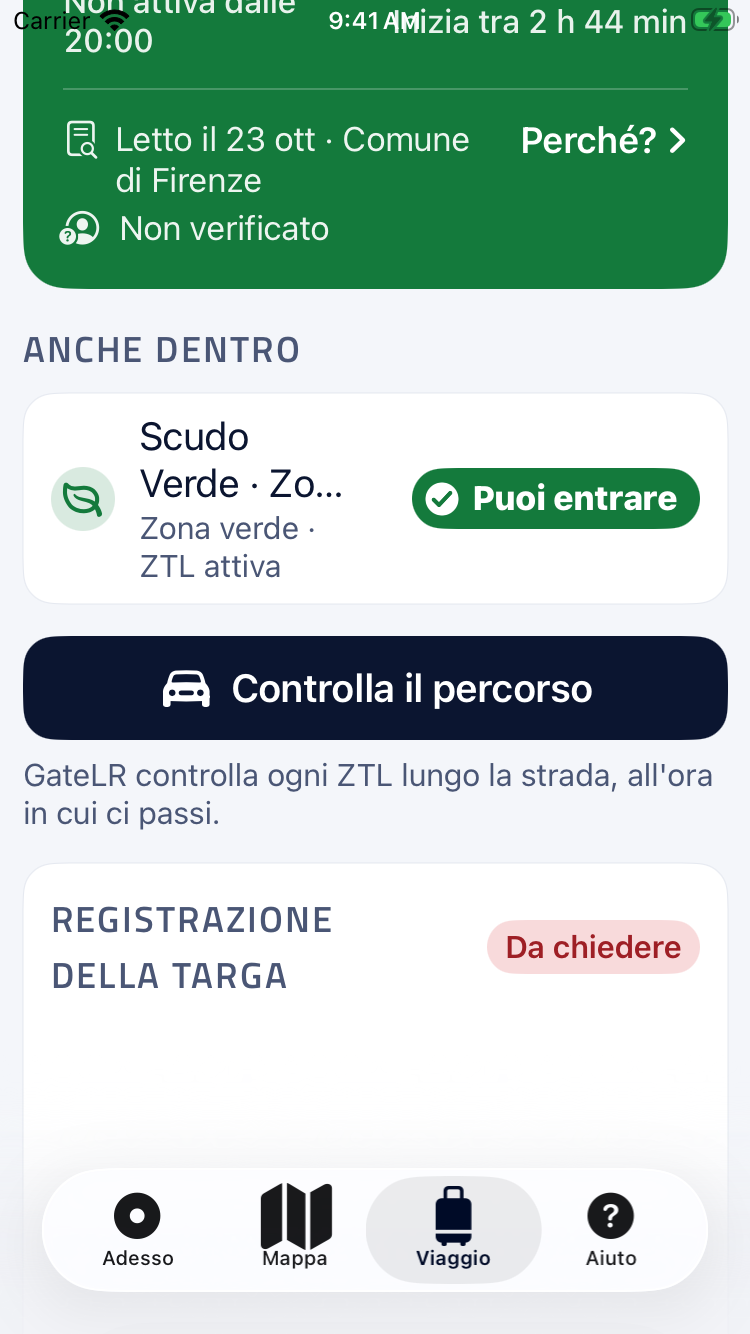 Non attiva dalle
Carrier
9:41 AM
Inizia tra 2 h 44 min
20:00
Letto il 23 ott · Comune
di Firenze
Perché?
Non verificato
ANCHE DENTRO
Scudo
Verde · Zo...
Zona verde ·
ZTL attiva
Puoi entrare
Controlla il percorso
GateLR controlla ogni ZTL lungo la strada, all'ora
in cui ci passi.
REGISTRAZIONE
DELLA TARGA
Da chiedere
Adesso
Mappa
Viaggio
Aiuto